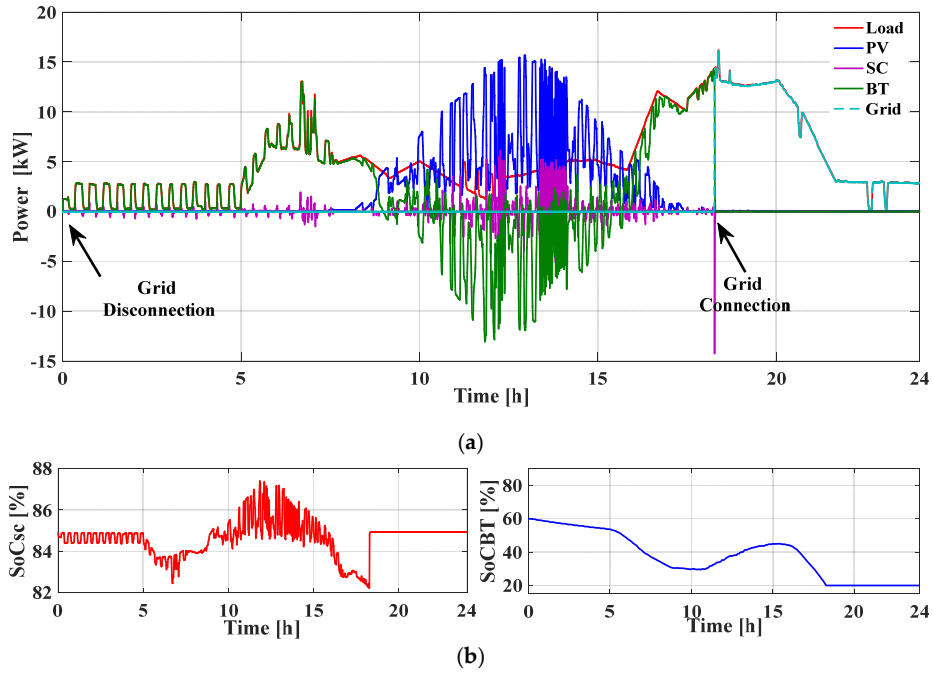 20
15
10
5
0
-5
-10
-15
Power [kW]
Load
PV
SC
BT
Grid
Grid
Disconnection
Grid
Connection
0
5
10
15
20
24
Time [h]
(a)
88
86
84
82
SoCsc [%]
0
5
10
15
20
24
Time [h]
80
60
40
20
SoCBT [%]
0
5
10
15
20
24
Time [h]
(b)